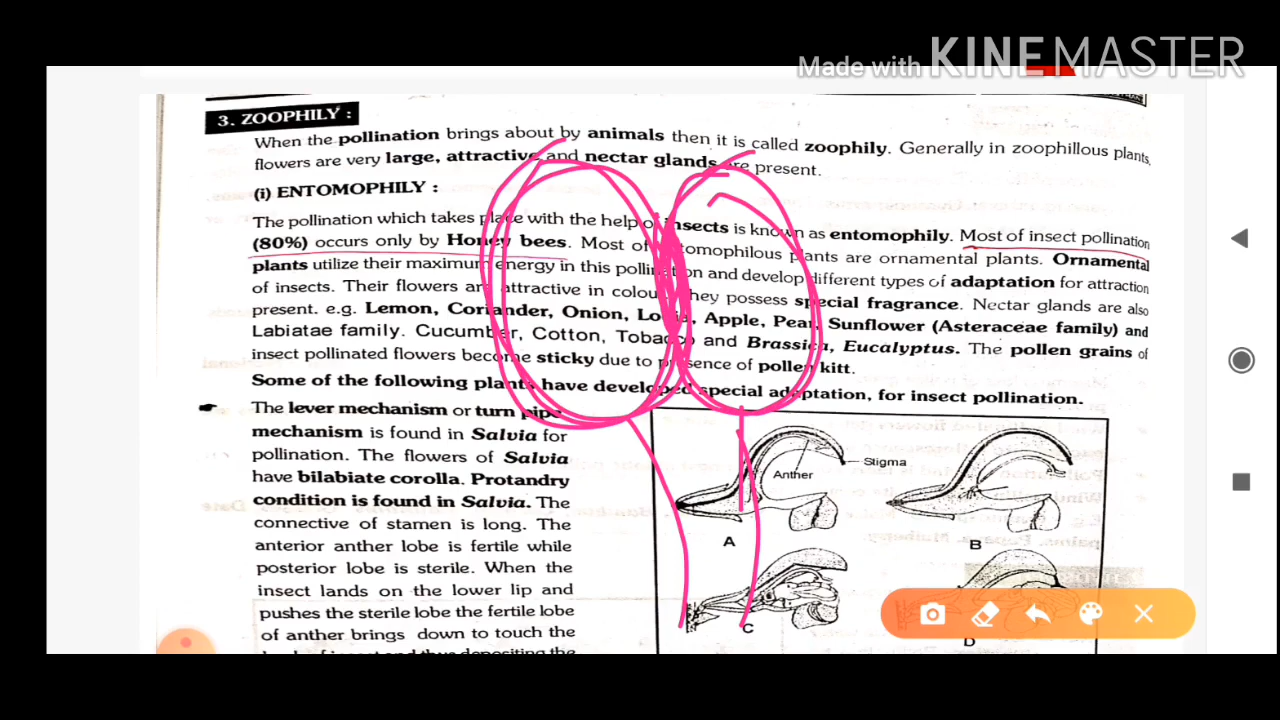 Made with KINEMASTER
3. ZOOPHILY :
When the pollination brings about by animals then it is called zoophily. Generally in zoophillous plants,
flowers are very large, attractive and nectar glands are present.
(i) ENTOMOPHILY :
The pollination which takes place with the help of insects is known as entomophily. Most of insect pollination
(80%) occurs only by Honey bees. Most of entomophilous plants are ornamental plants. Ornamental
plants utilize their maximum energy in this pollination and develop different types of adaptation for attraction
of insects. Their flowers are attractive in colour. They possess special fragrance. Nectar glands are also
present. e.g. Lemon, Coriander, Onion, Apple, Pear, Sunflower (Asteraceae family) and
Labiatae family. Cucumber, Cotton, Tobacco and Brassica, Eucalyptus. The pollen grains of
insect pollinated flowers become sticky due to presence of pollen kitt.
Some of the following plants have developed special adaptation, for insect pollination.
The lever mechanism or turn pipe
mechanism is found in Salvia for
pollination. The flowers of Salvia
have bilabiate corolla. Protandry
condition is found in Salvia. The
connective of stamen is long. The
anterior anther lobe is fertile while
posterior lobe is sterile. When the
insect lands on the lower lip and
pushes the sterile lobe the fertile lobe
of anther brings down to touch the
Stigma
Anther
A
B
C
D